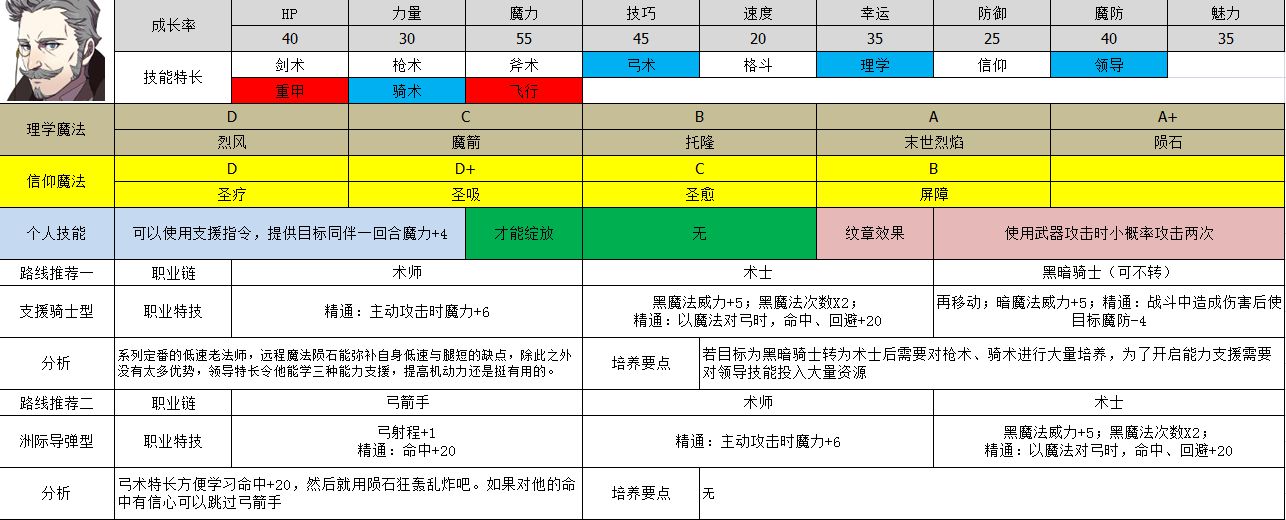 成长率 HP 力量 魔力 技巧 速度 幸运 防御 魔防 魅力
40 30 55 45 20 35 25 40 35
技能特长 剑术 枪术 斧术 弓术 格斗 理学 信仰 领导
重甲 骑术 飞行
理学魔法 D C B A A+
烈风 魔箭 托隆 末世烈焰 陨石
信仰魔法 D D+ C B
圣疗 圣吸 圣愈 屏障
个人技能 可以使用支援指令，提供目标同伴一回合魔力+4 才能绽放 无 纹章效果 使用武器攻击时小概率攻击两次
路线推荐一 职业链 术师 术士 黑暗骑士（可不转）
支援骑士型 职业特技 精通：主动攻击时魔力+6
黑魔法威力+5；黑魔法次数X2；
精通：以魔法对弓时，命中、回避+20
再移动；暗魔法威力+5；精通：战斗中造成伤害后使
目标魔防-4
分析
系列定番的低速老法师，远程魔法陨石能弥补自身低速与腿短的缺点，除此之外
没有太多优势，领导特长令他能学三种能力支援，提高机动力还是挺有用的。
培养要点
若目标为黑暗骑士转为术士后需要对枪术、骑术进行大量培养，为了开启能力支援需要
对领导技能投入大量资源
路线推荐二 职业链 弓箭手 术师 术士
洲际导弹型 职业特技
弓射程+1
精通：命中+20
精通：主动攻击时魔力+6
黑魔法威力+5；黑魔法次数X2；
精通：以魔法对弓时，命中、回避+20
分析
弓术特长方便学习命中+20，然后就用陨石狂轰乱炸吧。如果对他的命
中有信心可以跳过弓箭手
培养要点 无